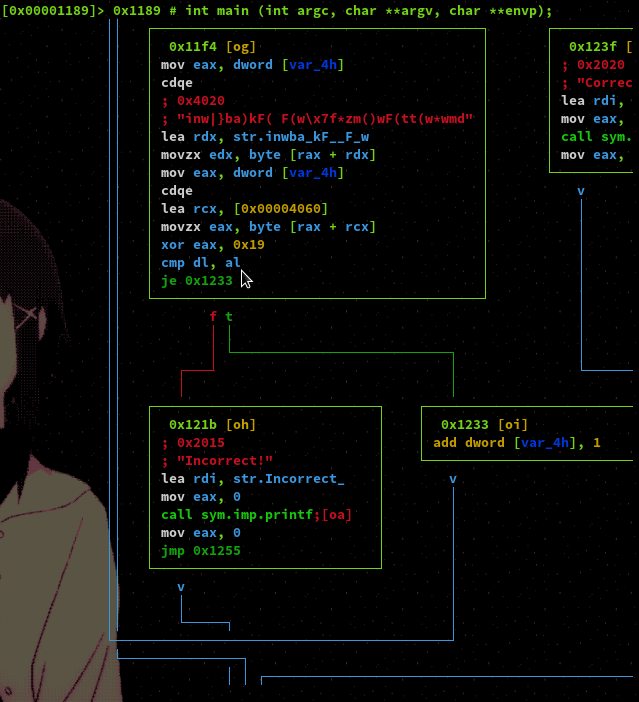 [0x00001189]> 0x1189 # int main (int argc, char **argv, char **envp);
0x11f4 [og]
mov eax, dword [var_4h]
cdqe
; 0x4020
; "inw|}ba)kF( F(w\x7f*zm()wF(tt(w*wmd"
lea rdx, str.inwba_kF__F_w
movzx edx, byte [rax + rdx]
mov eax, dword [var_4h]
cdqe
lea rcx, [0x00004060]
movzx eax, byte [rax + rcx]
xor eax, 0x19
cmp dl, al
je 0x1233
0x123f [
; 0x2020
; "Correc
lea rdi,
mov eax,
call sym.
mov eax,
v
f t
0x121b [oh]
; 0x2015
; "Incorrect!"
lea rdi, str.Incorrect_
mov eax, 0
call sym.imp.printf;[oa]
mov eax, 0
jmp 0x1255
v
0x1233 [oi]
add dword [var_4h], 1
v